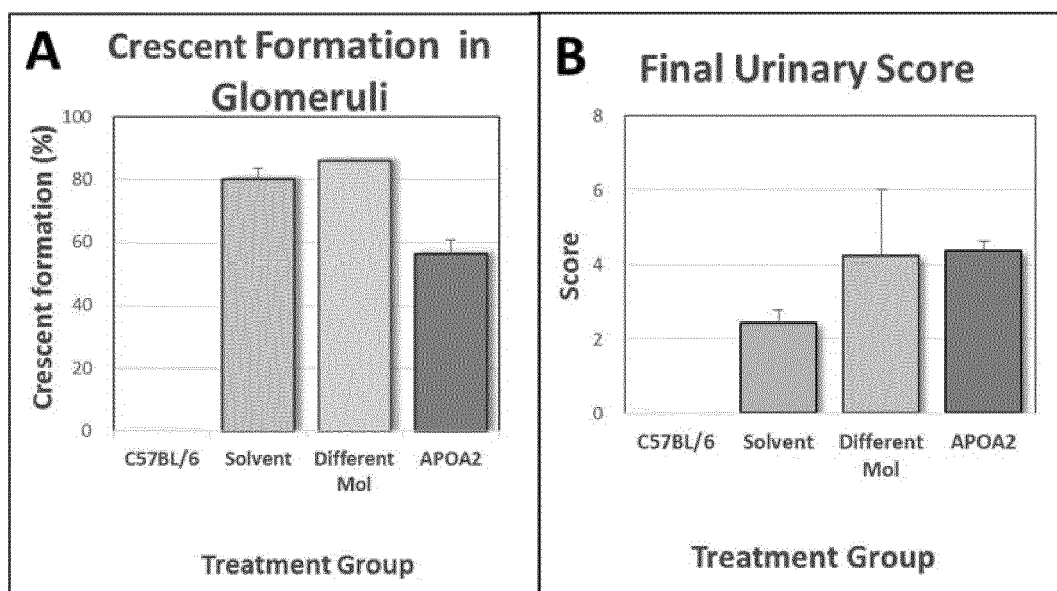 A
Crescent Formation in
Glomeruli
Crescent formation (%)
100
80
60
40
20
0
C57BL/6 Solvent Different APOA2
Mol
Treatment Group
B
Final Urinary Score
Score
8
6
4
2
0
C57BL/6 Solvent Different APOA2
Mol
Treatment Group